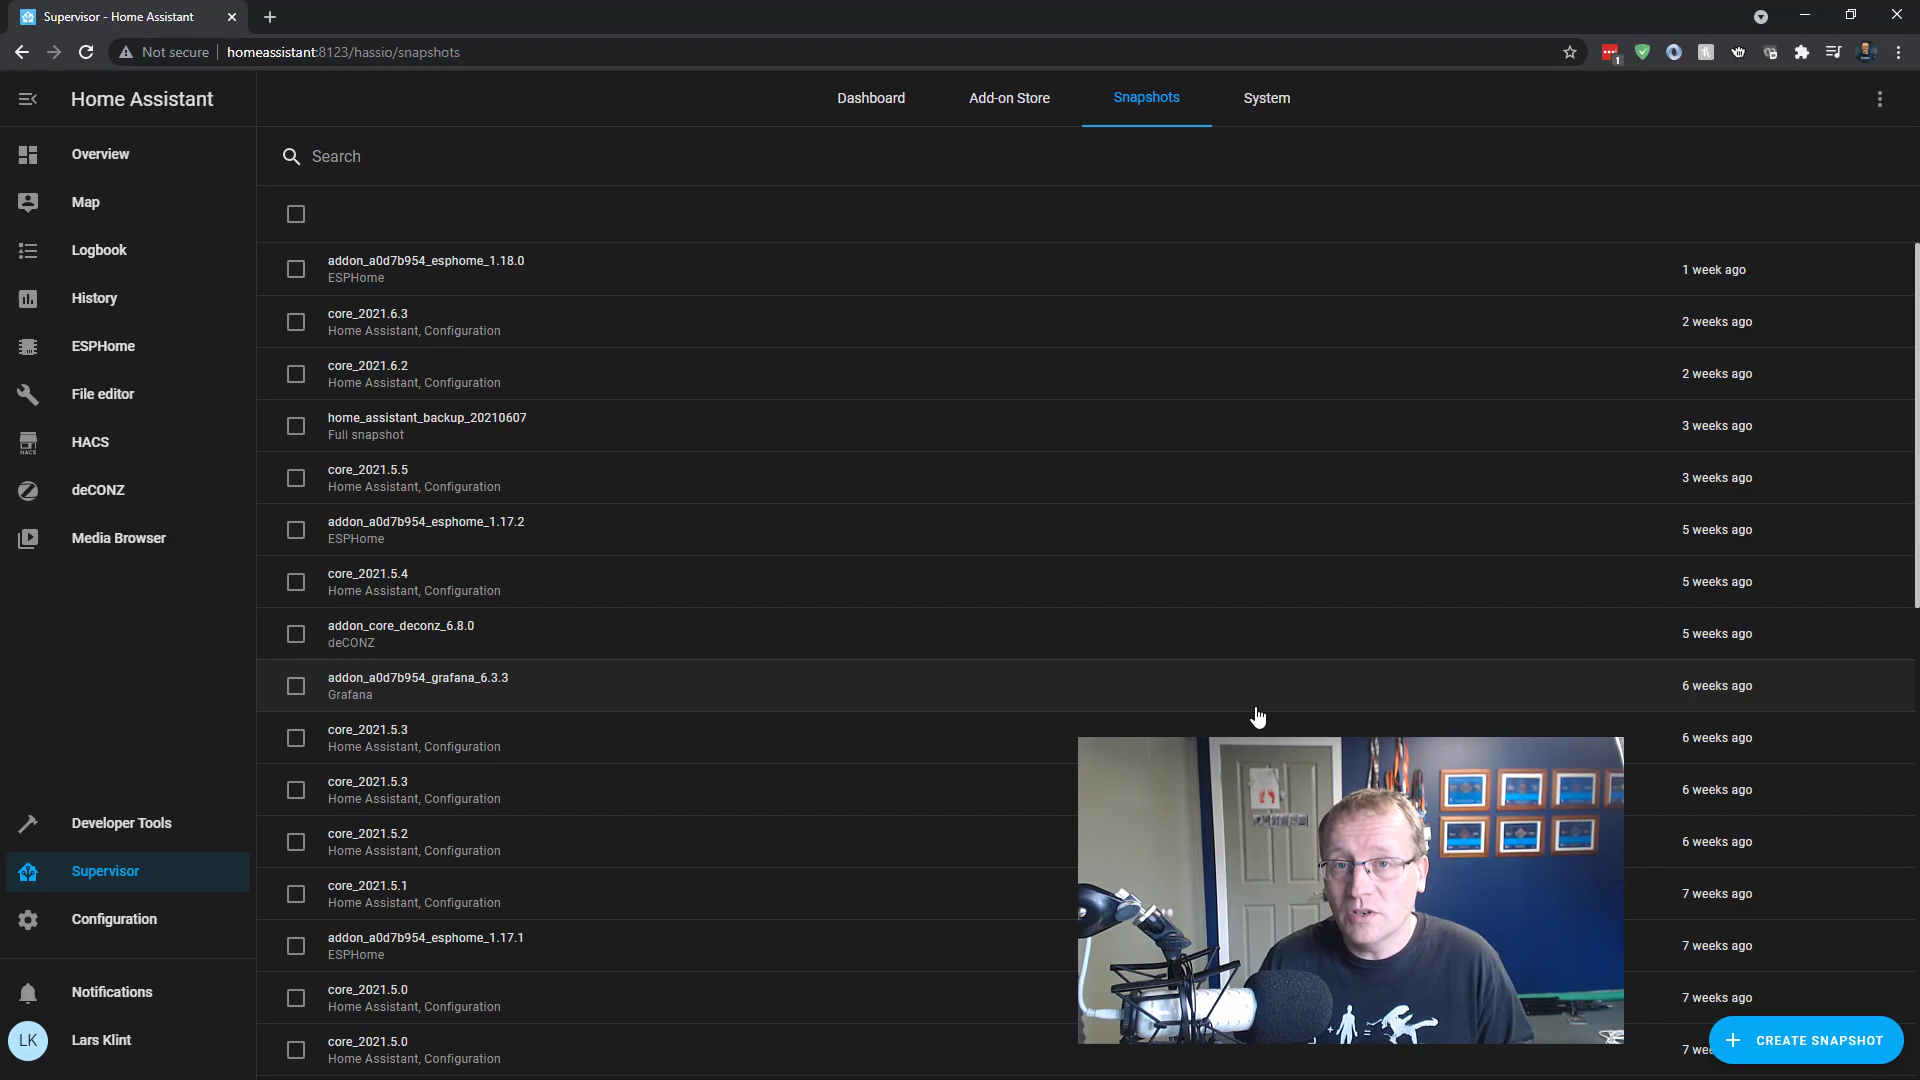 Supervisor - Home Assistant
Not secure
homeassistant:8123/hassio/snapshots
1
Home Assistant
Dashboard
Add-on Store
Snapshots
System
Overview
Map
Logbook
History
ESPHome
File editor
HACS
HACS
deCONZ
Media Browser
Developer Tools
Supervisor
Configuration
Notifications
LK
Lars Klint
Search
addon_a0d7b954_esphome_1.18.0
ESPHome
1 week ago
core_2021.6.3
Home Assistant, Configuration
2 weeks ago
core_2021.6.2
Home Assistant, Configuration
2 weeks ago
home_assistant_backup_20210607
Full snapshot
3 weeks ago
core_2021.5.5
Home Assistant, Configuration
3 weeks ago
addon_a0d7b954_esphome_1.17.2
ESPHome
5 weeks ago
core_2021.5.4
Home Assistant, Configuration
5 weeks ago
addon_core_deconz_6.8.0
deCONZ
5 weeks ago
addon_a0d7b954_grafana_6.3.3
Grafana
6 weeks ago
core_2021.5.3
Home Assistant, Configuration
6 weeks ago
core_2021.5.3
Home Assistant, Configuration
6 weeks ago
core_2021.5.2
Home Assistant, Configuration
6 weeks ago
core_2021.5.1
Home Assistant, Configuration
7 weeks ago
addon_a0d7b954_esphome_1.17.1
ESPHome
7 weeks ago
core_2021.5.0
Home Assistant, Configuration
7 weeks ago
core_2021.5.0
Home Assistant, Configuration
7 wee
CREATE SNAPSHOT